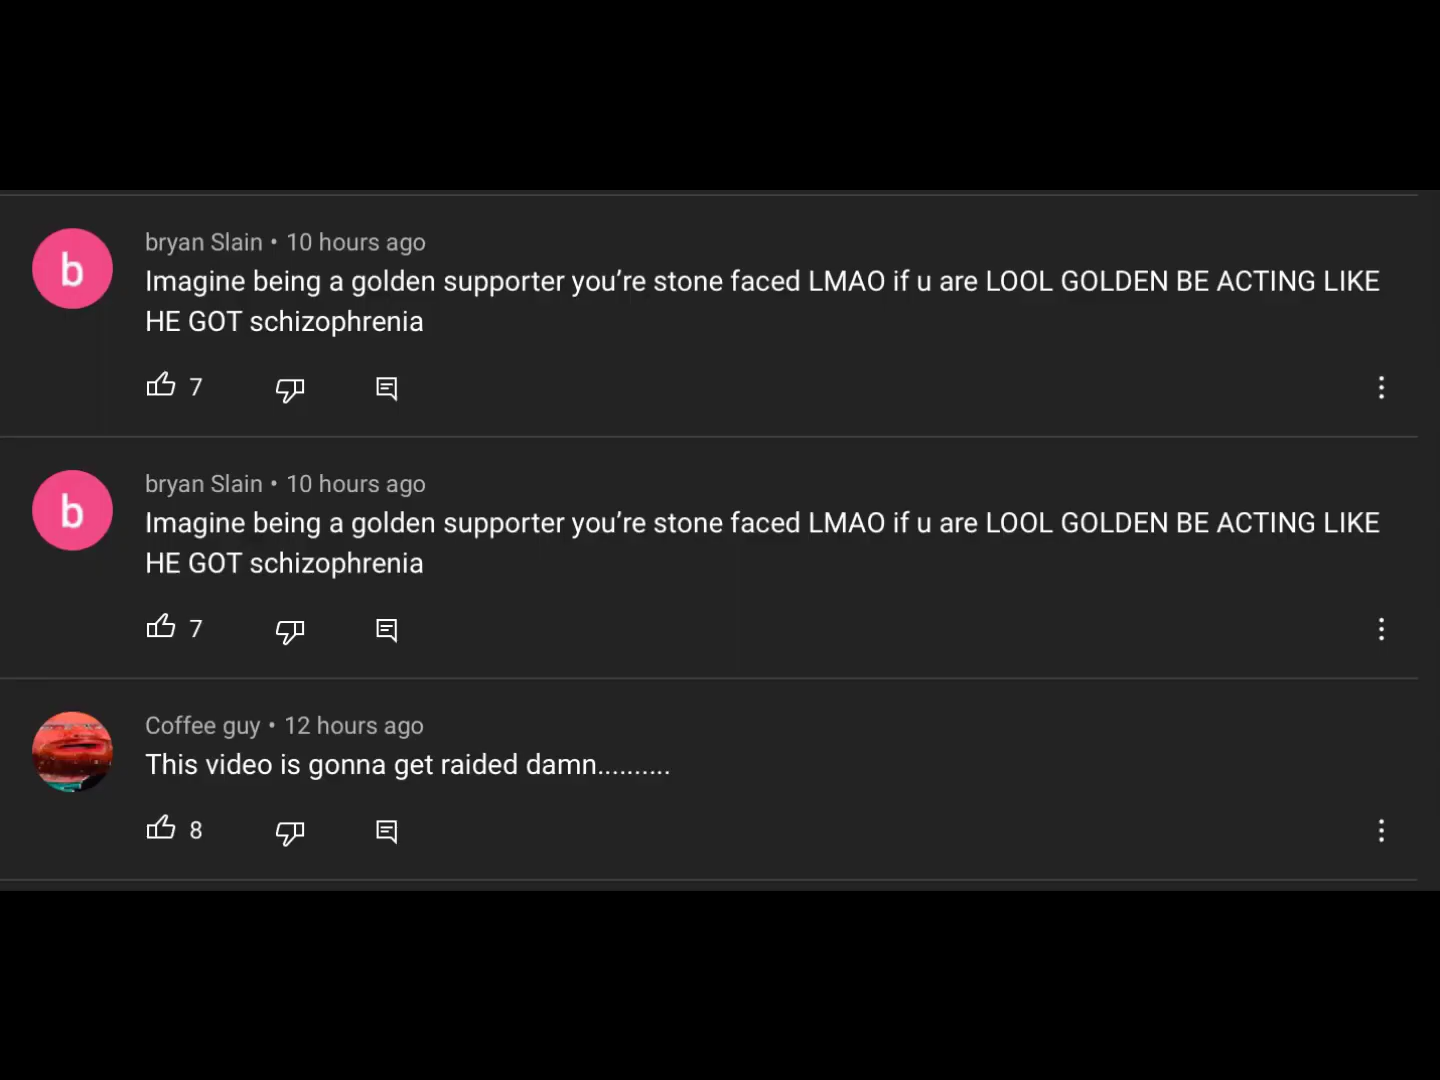 b
bryan Slain • 10 hours ago
Imagine being a golden supporter you’re stone faced LMAO if u are LOOL GOLDEN BE ACTING LIKE
HE GOT schizophrenia
7
b
bryan Slain • 10 hours ago
Imagine being a golden supporter you’re stone faced LMAO if u are LOOL GOLDEN BE ACTING LIKE
HE GOT schizophrenia
7
Coffee guy • 12 hours ago
This video is gonna get raided damn..........
8